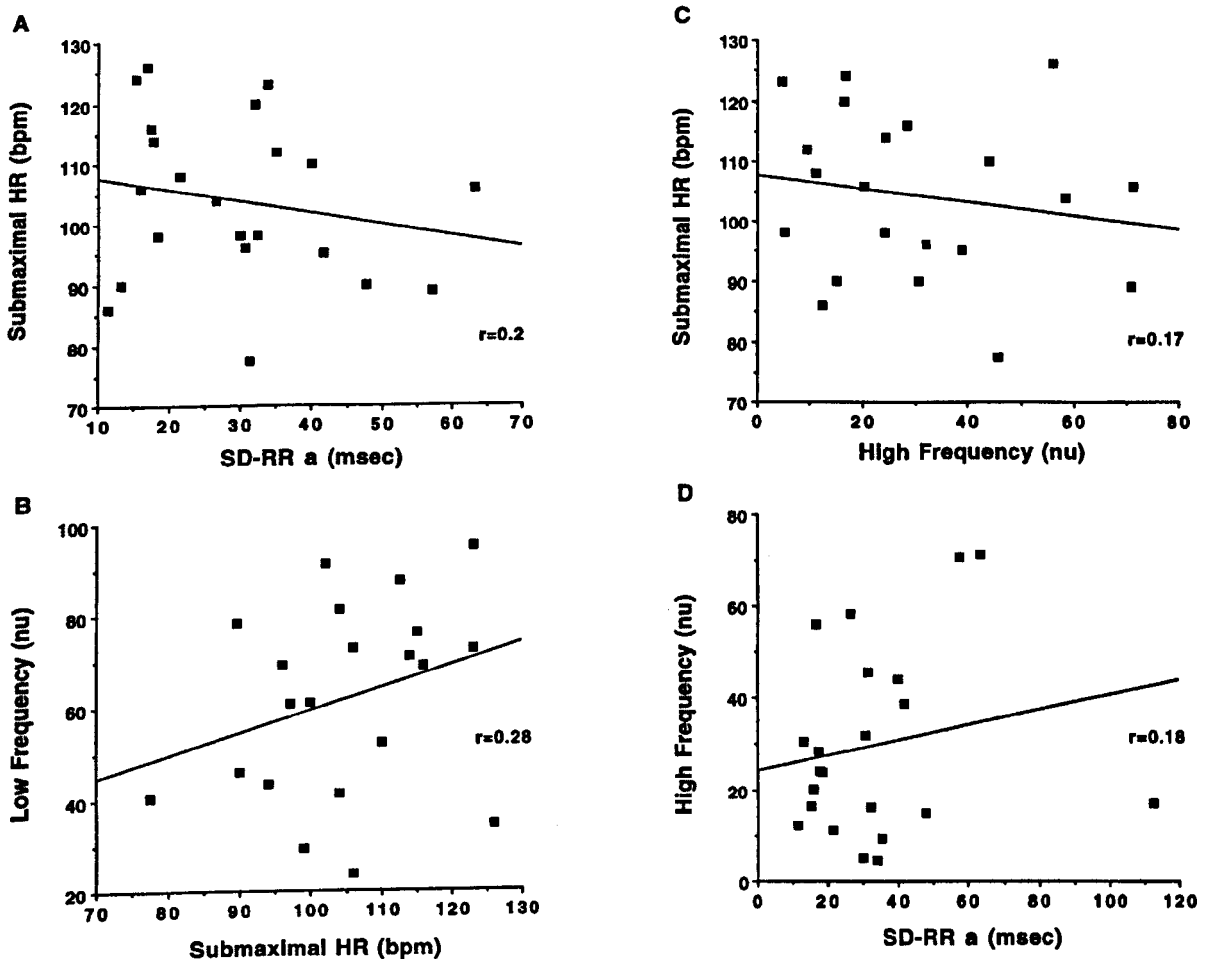 A
Submaximal HR (bpm)
130
120
110
100
90
80
70
10 20 30 40 50 60 70
SD-RR a (msec)
r=0.2
C
Submaximal HR (bpm)
130
120
110
100
90
80
70
0 20 40 60 80
High Frequency (nu)
r=0.17
B
Low Frequency (nu)
100
80
60
40
20
70 80 90 100 110 120 130
Submaximal HR (bpm)
r=0.28
D
High Frequency (nu)
80
60
40
20
0
0 20 40 60 80 100 120
SD-RR a (msec)
r=0.18